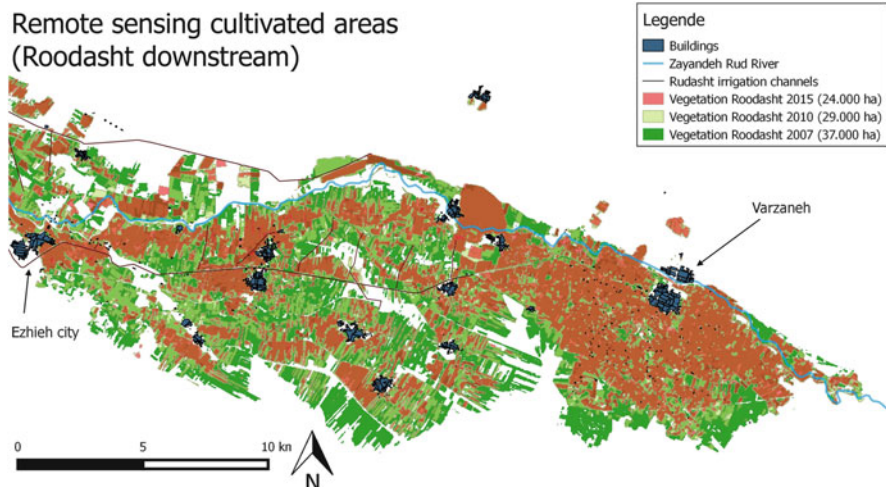 Remote sensing cultivated areas
(Roodasht downstream)
Legende
Buildings
Zayandeh Rud River
Rudasht irrigation channels
Vegetation Roodasht 2015 (24.000 ha)
Vegetation Roodasht 2010 (29.000 ha)
Vegetation Roodasht 2007 (37.000 ha)
Varzaneh
Ezhieh city
0 5 10 kn
N